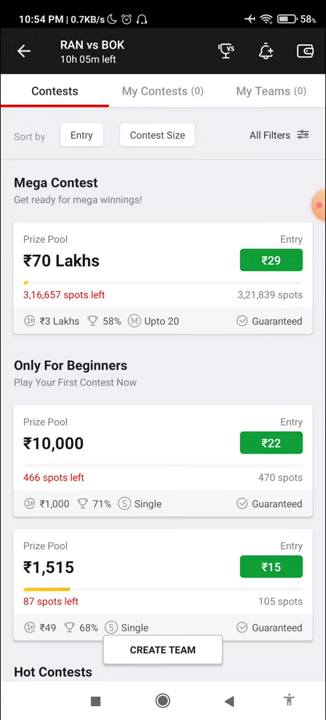 10:54 PM | 0.7KB/s
58%
RAN vs BOK
10h 05m left
VS
Contests
My Contests (0)
My Teams (0)
Sort by
Entry
Contest Size
All Filters
Mega Contest
Get ready for mega winnings!
Prize Pool
Entry
₹70 Lakhs
₹29
3,16,657 spots left
3,21,839 spots
₹3 Lakhs
58%
M Upto 20
Guaranteed
Only For Beginners
Play Your First Contest Now
Prize Pool
Entry
₹10,000
₹22
466 spots left
470 spots
₹1,000
71%
S Single
Guaranteed
Prize Pool
Entry
₹1,515
₹15
87 spots left
105 spots
₹49
68%
S Single
Guaranteed
CREATE TEAM
Hot Contests